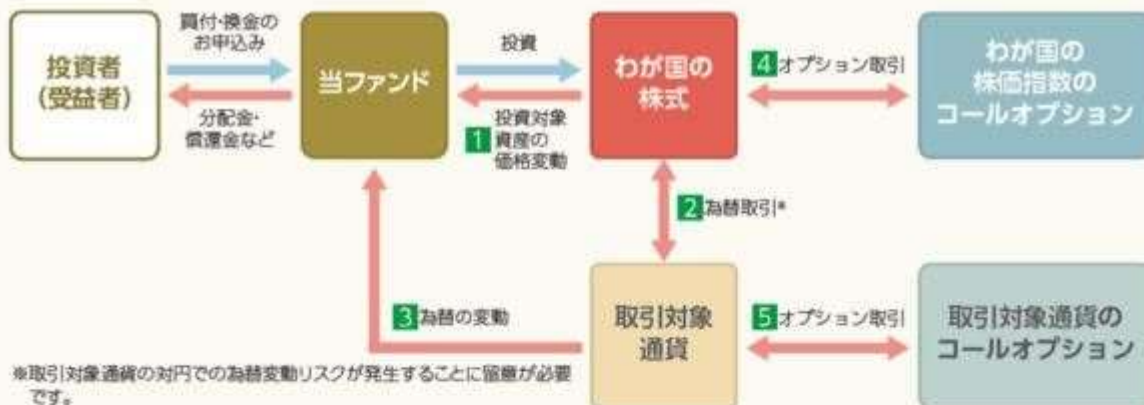 投資者
(受益者)
買付・換金の
お申込み
分配金・
償還金など
当ファンド
投資
1 投資対象
資産の
価格変動
わが国の
株式
4 オプション取引
わが国の
株価指数の
コールオプション
2 為替取引*
3 為替の変動
取引対象
通貨
5 オプション取引
取引対象通貨の
コールオプション
※取引対象通貨の対円での為替変動リスクが発生することに留意が必要
です。